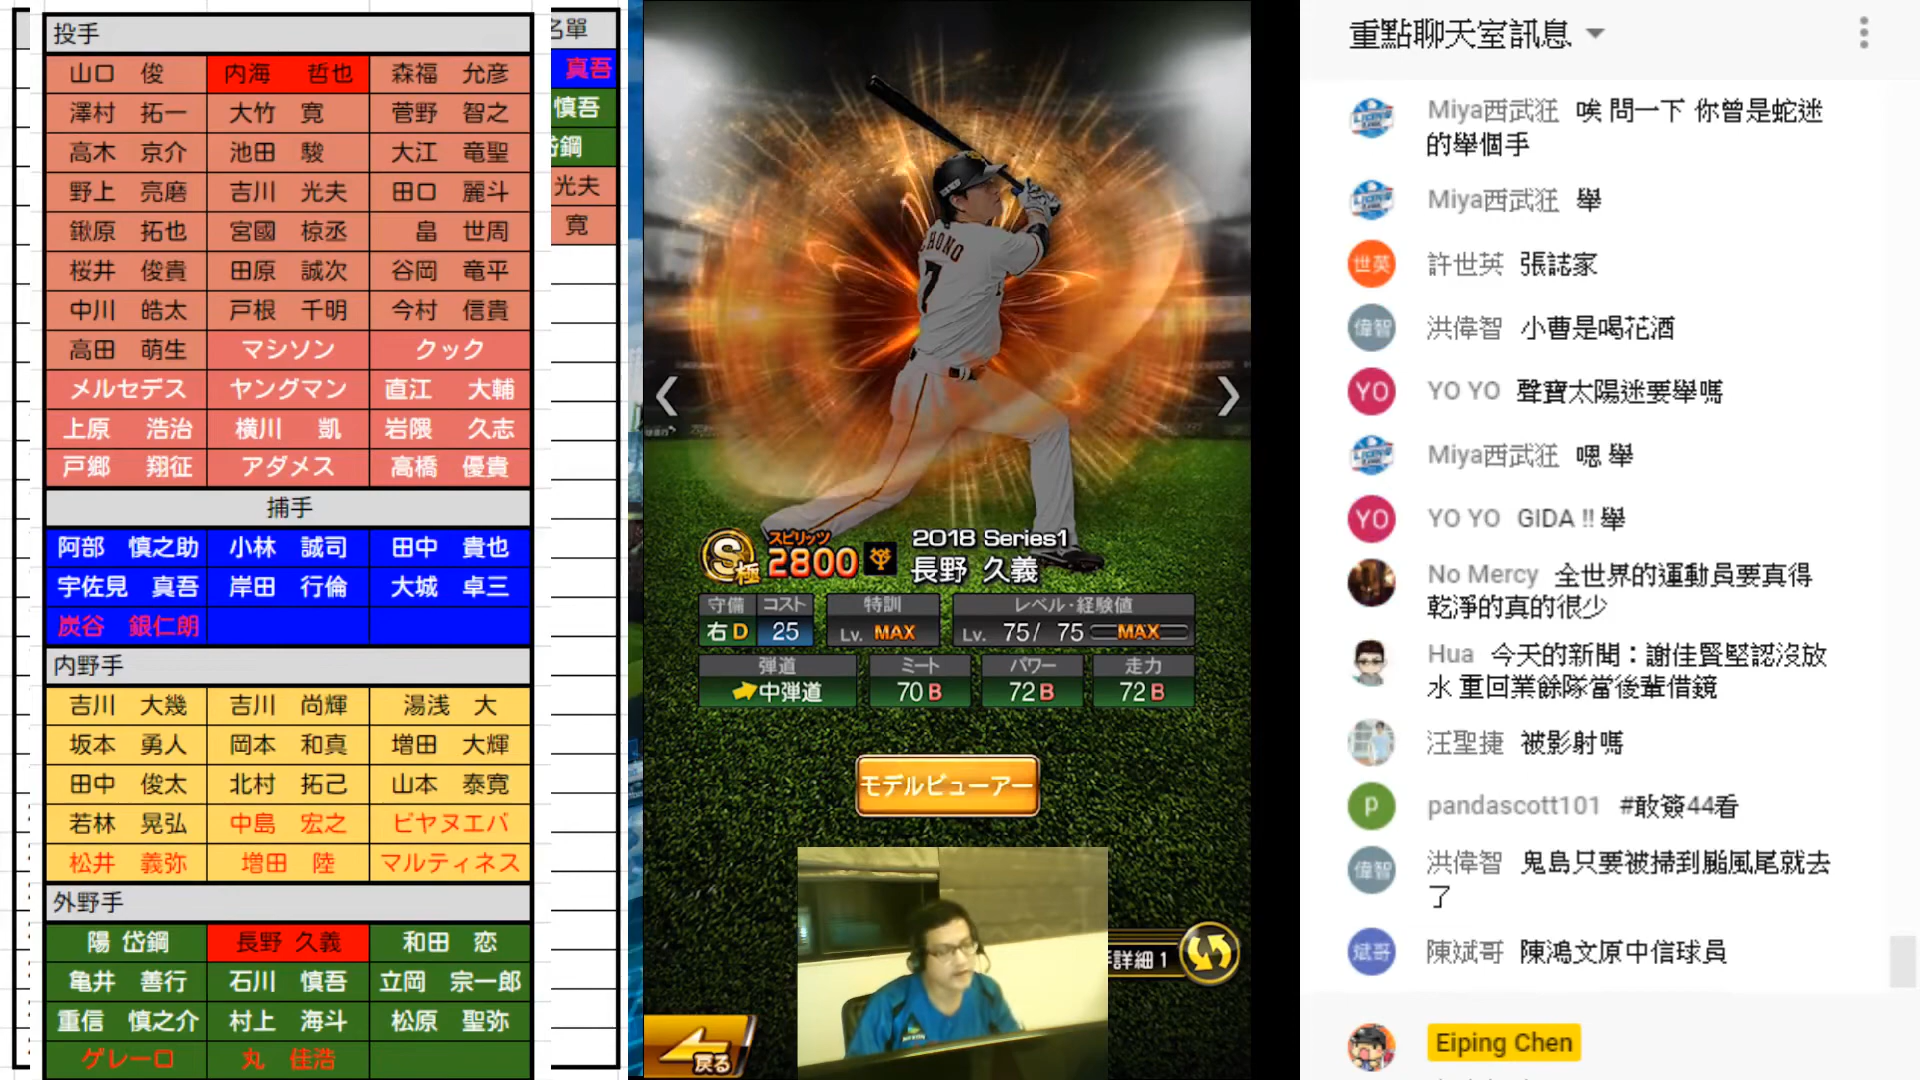 投手
山口 俊 内海 哲也 森福 允彦
澤村 拓一 大竹 寛 菅野 智之
高木 京介 池田 駿 大江 竜聖
野上 亮磨 吉川 光夫 田口 麗斗
鍬原 拓也 宮國 椋丞 畠 世周
桜井 俊貴 田原 誠次 谷岡 竜平
中川 皓太 戸根 千明 今村 信貴
高田 萌生 マシソン クック
メルセデス ヤングマン 直江 大輔
上原 浩治 横川 凱 岩隈 久志
戸郷 翔征 アダメス 高橋 優貴
捕手
阿部 慎之助 小林 誠司 田中 貴也
宇佐見 真吾 岸田 行倫 大城 卓三
炭谷 銀仁朗
内野手
吉川 大幾 吉川 尚輝 湯浅 大
坂本 勇人 岡本 和真 増田 大輝
田中 俊太 北村 拓己 山本 泰寛
若林 晃弘 中島 宏之 ビヤヌエバ
松井 義弥 増田 陸 マルティネス
外野手
陽 岱鋼 長野 久義 和田 恋
亀井 善行 石川 慎吾 立岡 宗一郎
重信 慎之介 村上 海斗 松原 聖弥
ゲレーロ 丸 佳浩
名單
真吾
慎吾
岱鋼
光夫
寛
CHONO
7
S極 スピリッツ 2800
2018 Series1
長野 久義
守備 コスト 特訓 レベル・経験値
右D 25 Lv. MAX Lv. 75/ 75 MAX
弾道 ミート パワー 走力
中弾道 70 B 72 B 72 B
モデルビューアー
詳細 1
戻る
重點聊天室訊息
Miya西武狂 唉 問一下 你曾是蛇迷
的舉個手
Miya西武狂 舉
世英 許世英 張誌家
偉智 洪偉智 小曹是喝花酒
YO YO YO 聲寶太陽迷要舉嗎
Miya西武狂 嗯 舉
YO YO YO GIDA !! 舉
No Mercy 全世界的運動員要真得
乾淨的真的很少
Hua 今天的新聞：謝佳賢堅認沒放
水 重回業餘隊當後輩借鏡
汪聖捷 被影射嗎
p pandascott101 #敢簽44看
偉智 洪偉智 鬼島只要被掃到颱風尾就去
了
斌哥 陳斌哥 陳鴻文原中信球員
Eiping Chen